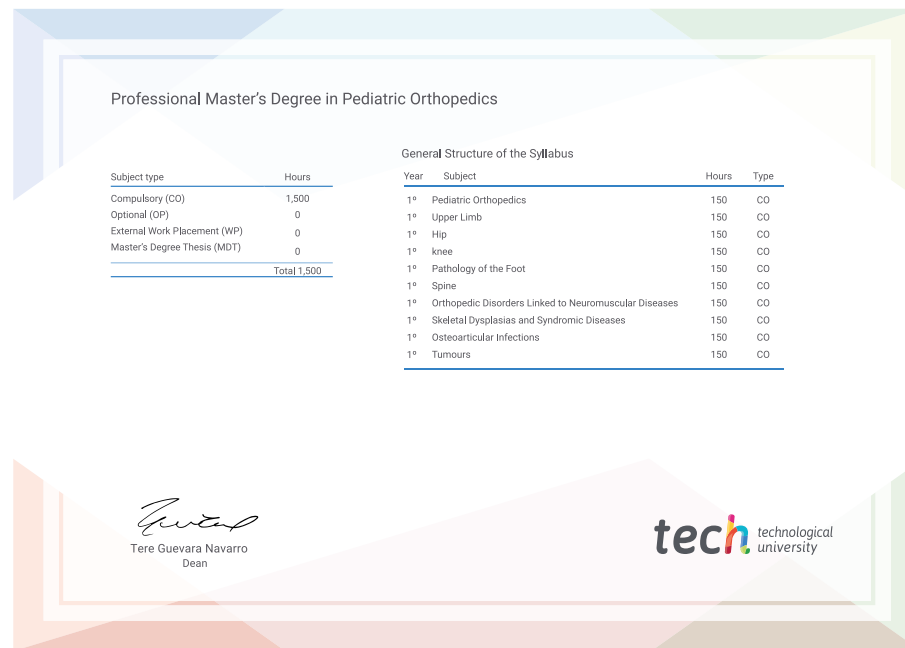 Professional Master's Degree in Pediatric Orthopedics
Subject type Hours
Compulsory (CO) 1,500
Optional (OP) 0
External Work Placement (WP) 0
Master's Degree Thesis (MDT) 0
Total 1,500
General Structure of the Syllabus
Year Subject Hours Type
1º Pediatric Orthopedics 150 CO
1º Upper Limb 150 CO
1º Hip 150 CO
1º knee 150 CO
1º Pathology of the Foot 150 CO
1º Spine 150 CO
1º Orthopedic Disorders Linked to Neuromuscular Diseases 150 CO
1º Skeletal Dysplasias and Syndromic Diseases 150 CO
1º Osteoarticular Infections 150 CO
1º Tumours 150 CO
Tere Guevara Navarro
Dean
tech technological
university